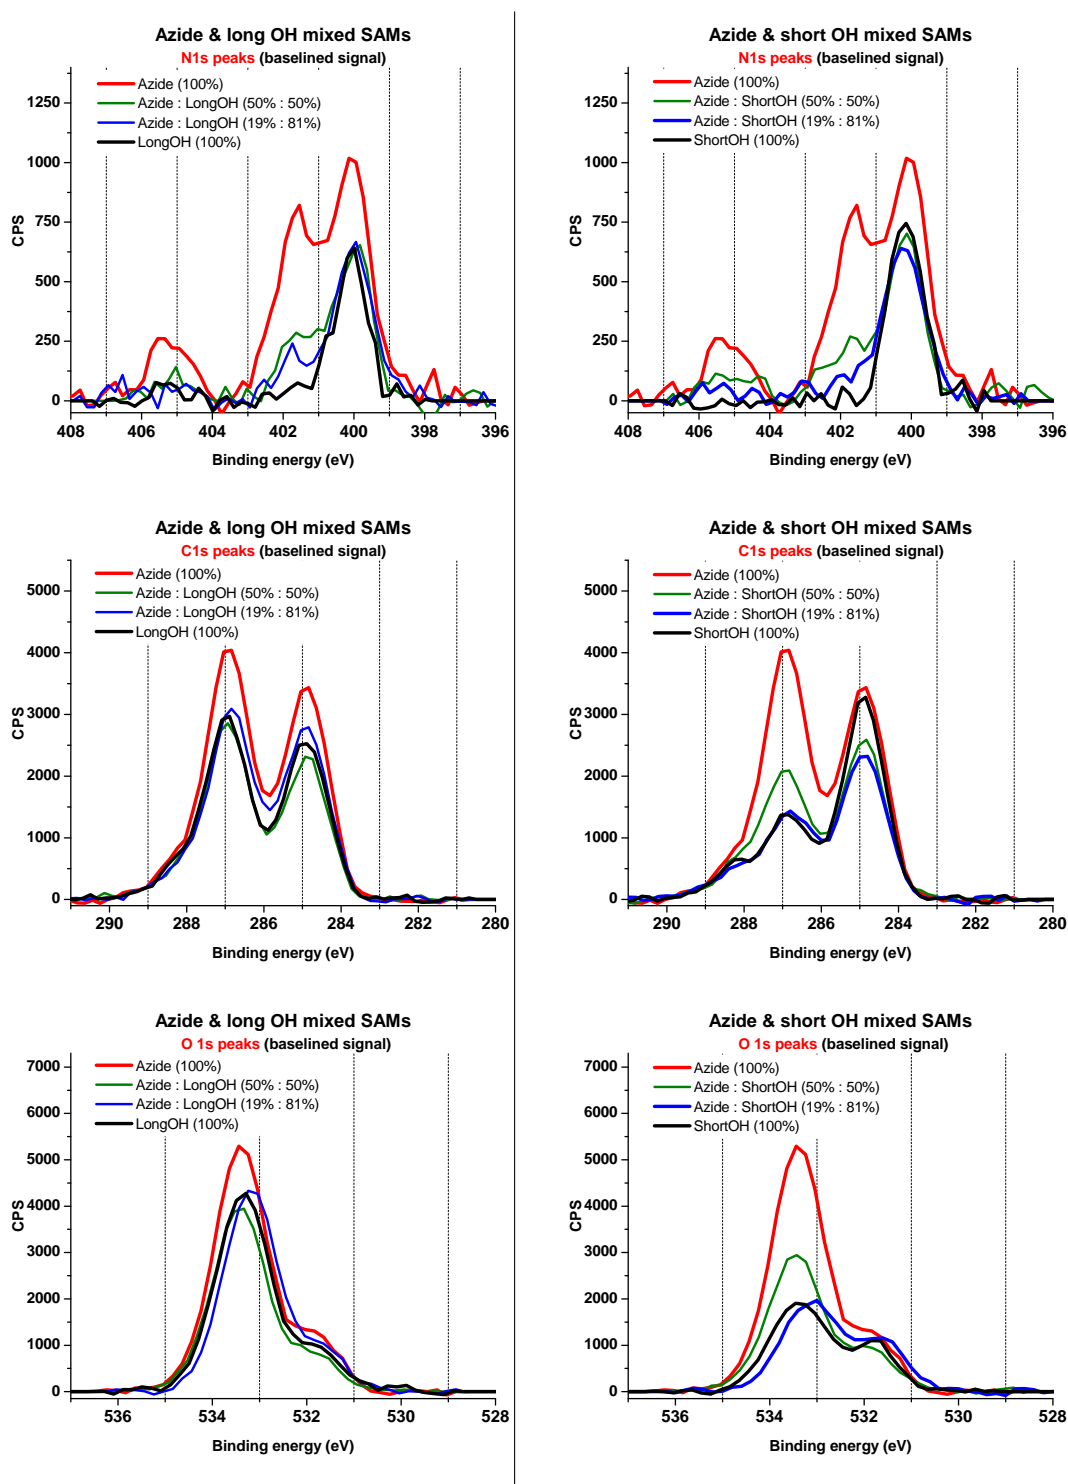 Azide & long OH mixed SAMs
N1s peaks (baselined signal)
Azide (100%)
Azide : LongOH (50% : 50%)
Azide : LongOH (19% : 81%)
LongOH (100%)
1250
1000
750
500
250
0
CPS
408 406 404 402 400 398 396
Binding energy (eV)
Azide & short OH mixed SAMs
N1s peaks (baselined signal)
Azide (100%)
Azide : ShortOH (50% : 50%)
Azide : ShortOH (19% : 81%)
ShortOH (100%)
1250
1000
750
500
250
0
CPS
408 406 404 402 400 398 396
Binding energy (eV)
Azide & long OH mixed SAMs
C1s peaks (baselined signal)
Azide (100%)
Azide : LongOH (50% : 50%)
Azide : LongOH (19% : 81%)
LongOH (100%)
5000
4000
3000
2000
1000
0
CPS
290 288 286 284 282 280
Binding energy (eV)
Azide & short OH mixed SAMs
C1s peaks (baselined signal)
Azide (100%)
Azide : ShortOH (50% : 50%)
Azide : ShortOH (19% : 81%)
ShortOH (100%)
5000
4000
3000
2000
1000
0
CPS
290 288 286 284 282 280
Binding energy (eV)
Azide & long OH mixed SAMs
O 1s peaks (baselined signal)
Azide (100%)
Azide : LongOH (50% : 50%)
Azide : LongOH (19% : 81%)
LongOH (100%)
7000
6000
5000
4000
3000
2000
1000
0
CPS
536 534 532 530 528
Binding energy (eV)
Azide & short OH mixed SAMs
O 1s peaks (baselined signal)
Azide (100%)
Azide : ShortOH (50% : 50%)
Azide : ShortOH (19% : 81%)
ShortOH (100%)
7000
6000
5000
4000
3000
2000
1000
0
CPS
536 534 532 530 528
Binding energy (eV)